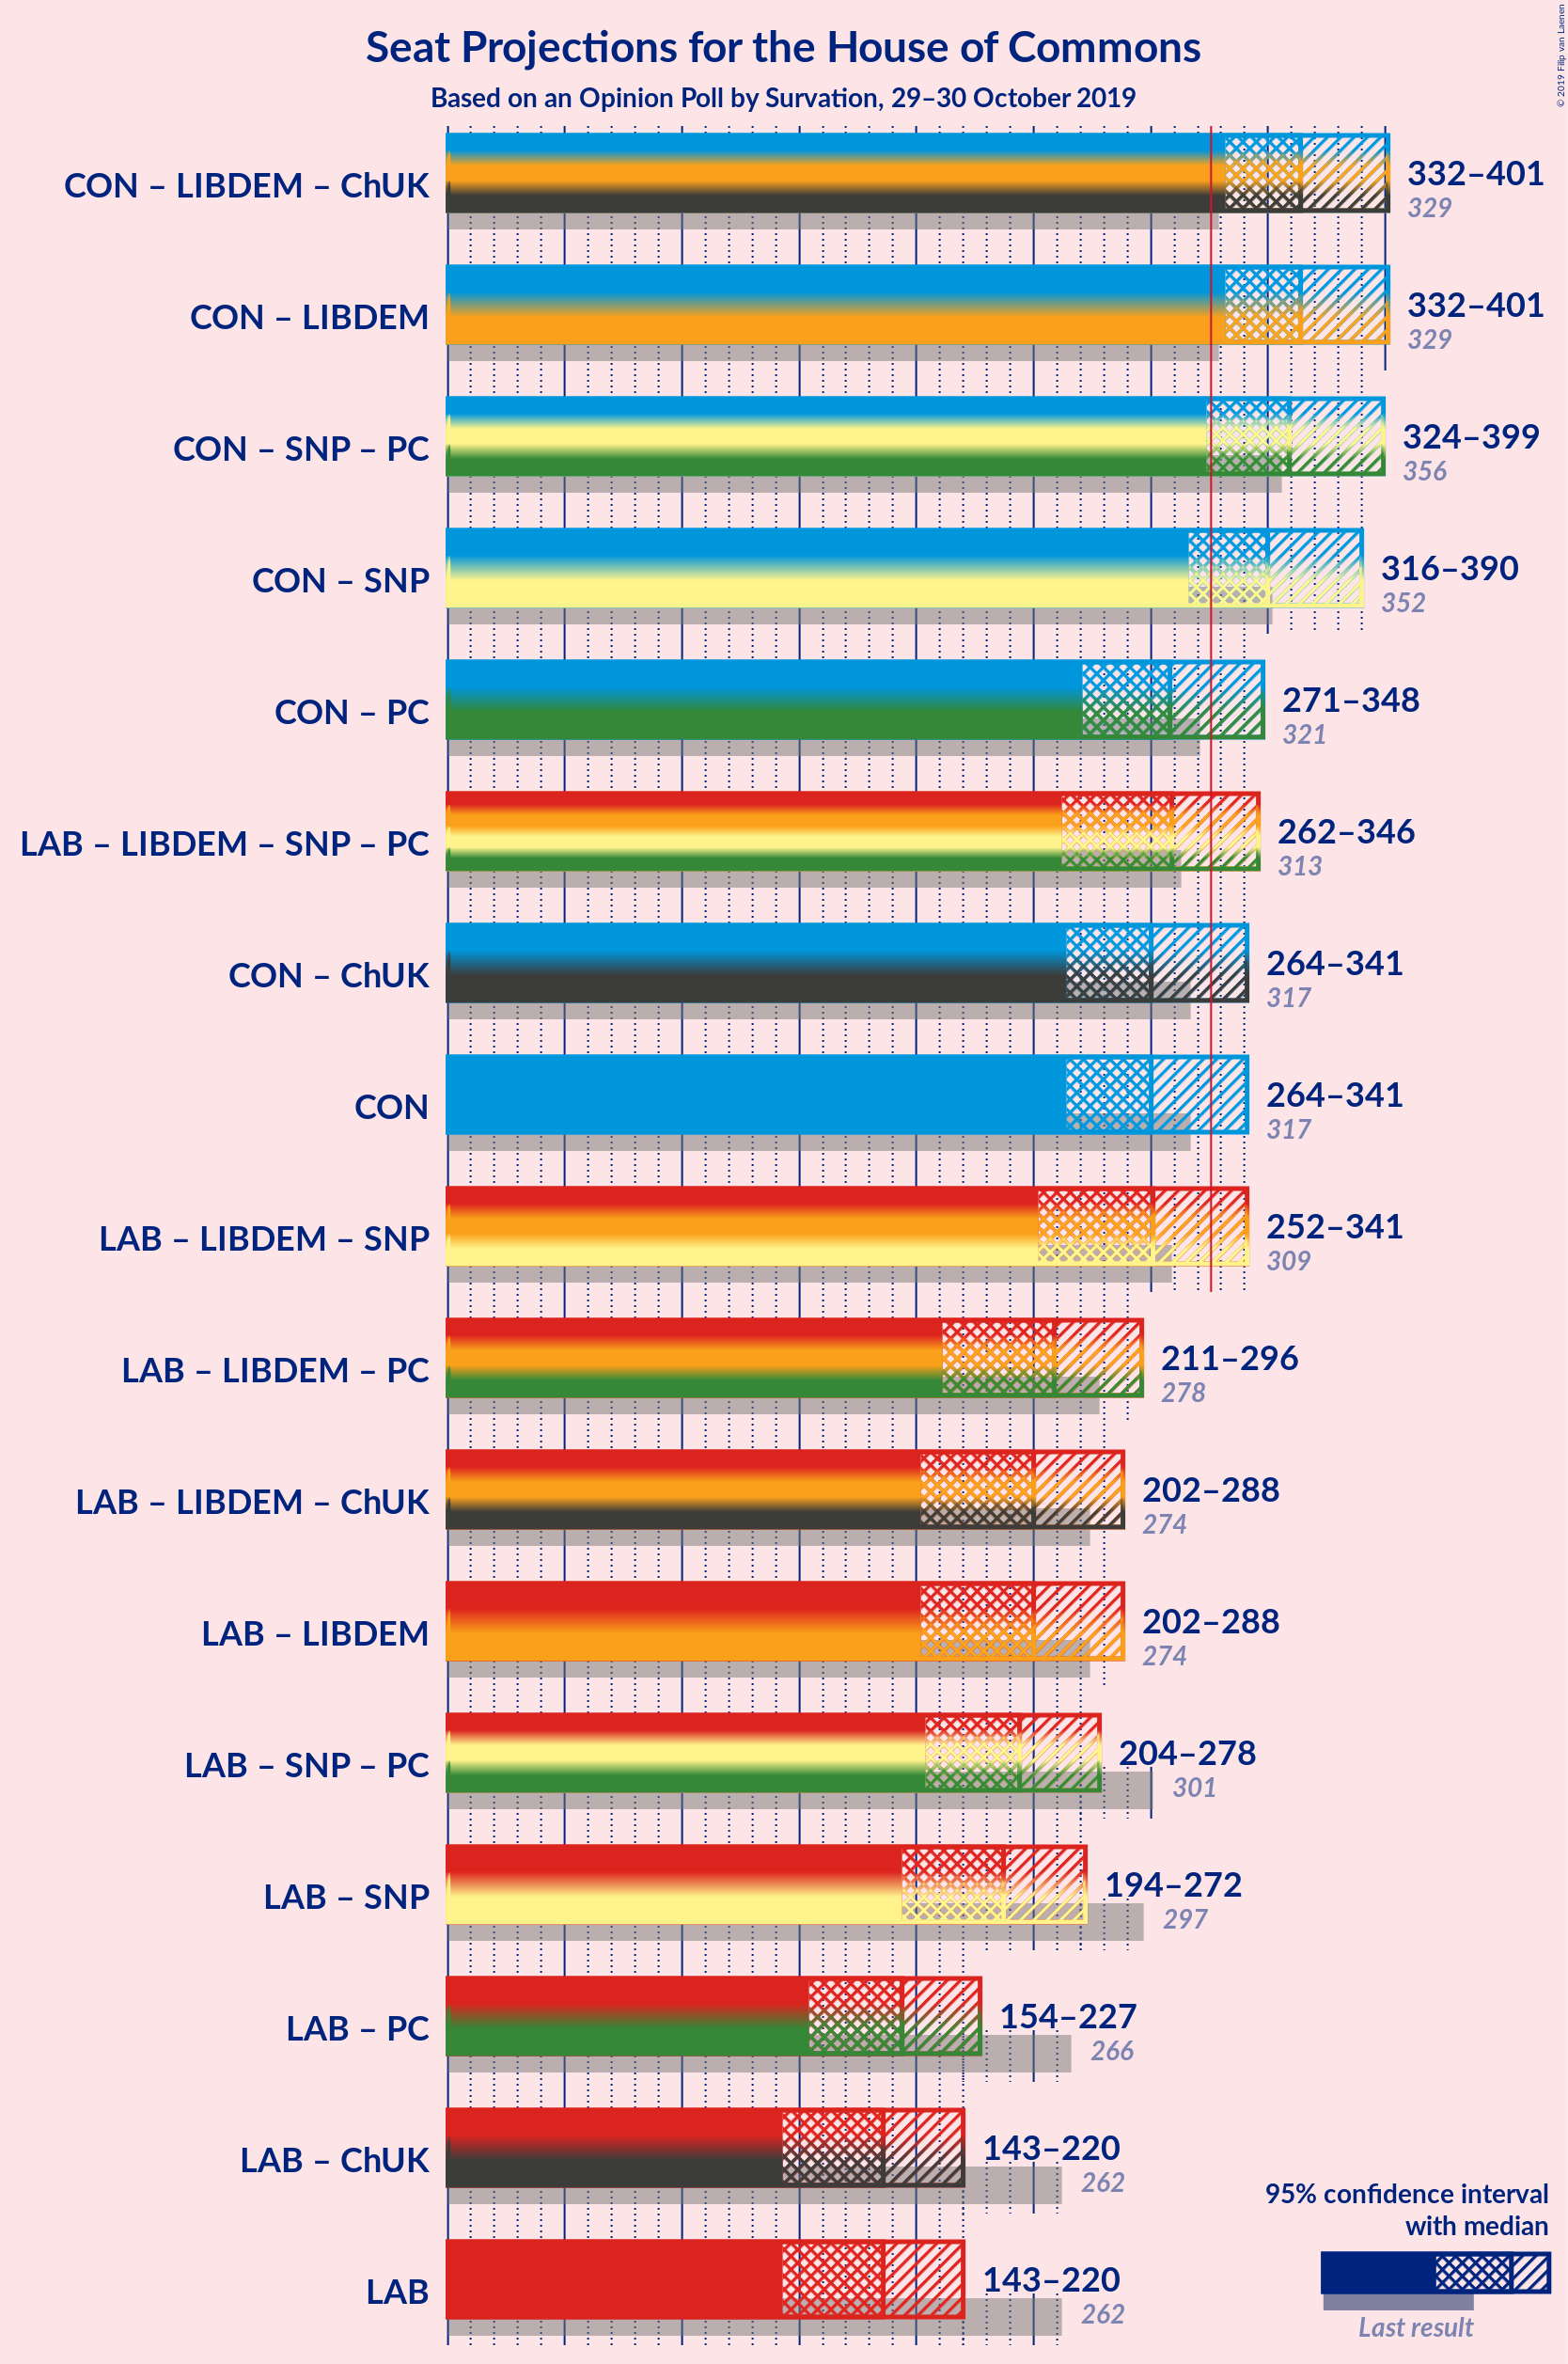 © 2019 Filip van Laenen
Seat Projections for the House of Commons
Based on an Opinion Poll by Survation, 29–30 October 2019
CON – LIBDEM – ChUK
332–401
329
CON – LIBDEM
332–401
329
CON – SNP – PC
324–399
356
CON – SNP
316–390
352
CON – PC
271–348
321
LAB – LIBDEM – SNP – PC
262–346
313
CON – ChUK
264–341
317
CON
264–341
317
LAB – LIBDEM – SNP
252–341
309
LAB – LIBDEM – PC
211–296
278
LAB – LIBDEM – ChUK
202–288
274
LAB – LIBDEM
202–288
274
LAB – SNP – PC
204–278
301
LAB – SNP
194–272
297
LAB – PC
154–227
266
LAB – ChUK
143–220
262
LAB
143–220
262
95% confidence interval
with median
Last result